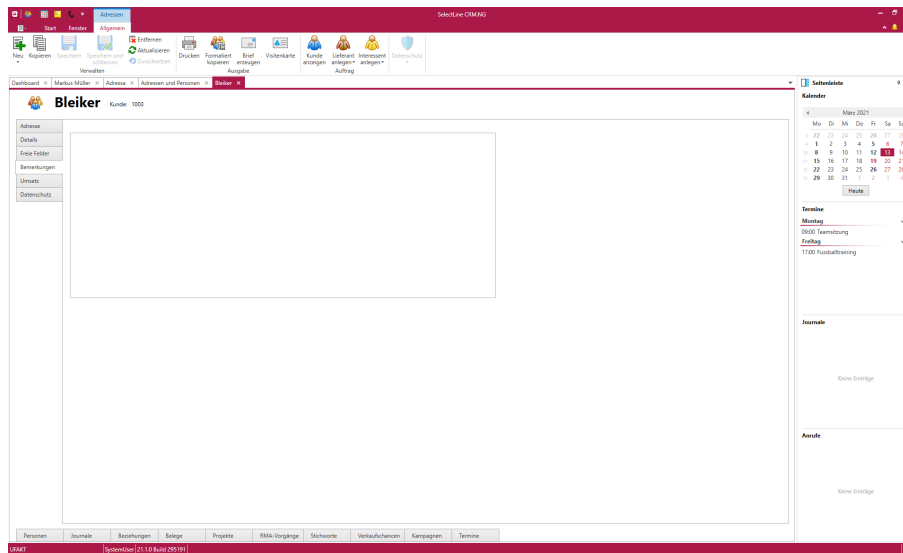 Adressen
SelectLine CRM.NG
Start Fenster Allgemein
Neu Kopieren Speichern Speichern und schliessen Entfernen Aktualisieren Zurücksetzen
Verwalten
Drucken Formatiert kopieren Brief erzeugen Visitenkarte
Ausgabe
Kunde anzeigen Lieferant anlegen Interessent anlegen Datenschutz
Auftrag
Dashboard × Markus Müller × Adresse × Adressen und Personen × Bleiker ×
Bleiker Kunde: 1003
Adresse
Details
Freie Felder
Bemerkungen
Umsatz
Datenschutz
Personen Journale Beziehungen Belege Projekte RMA-Vorgänge Stichworte Verkaufschancen Kampagnen Termine
UFAKT SystemUser 21.1.0 Build 295191
Seitenleiste
Kalender
März 2021
Mo Di Mi Do Fr Sa
22 23 24 25 26 27 28
1 2 3 4 5 6 7
8 9 10 11 12 13 14
15 16 17 18 19 20 21
22 23 24 25 26 27 28
29 30 31 1 2 3 4
Heute
Termine
Montag
09:00 Teamsitzung
Freitag
17:00 Fussballtraining
Journale
Keine Einträge
Anrufe
Keine Einträge